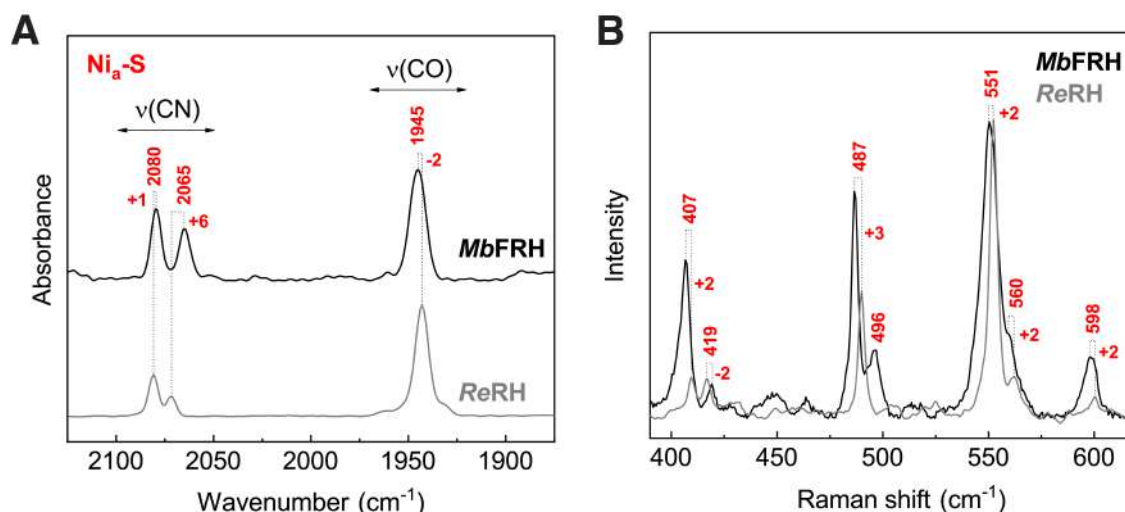 A
Ni_a-S
ν(CN)
ν(CO)
2080
2065
1945
+1
+6
-2
MbFRH
ReRH
Absorbance
2100 2050 2000 1950 1900
Wavenumber (cm⁻¹)
B
MbFRH
ReRH
407
+2
419
-2
487
+3
496
551
+2
560
+2
598
+2
Intensity
400 450 500 550 600
Raman shift (cm⁻¹)